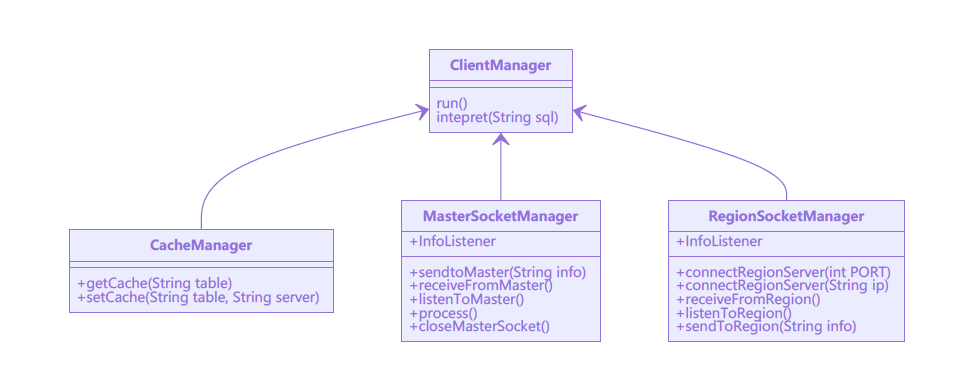 ClientManager
run()
intepret(String sql)
CacheManager
+getCache(String table)
+setCache(String table, String server)
MasterSocketManager
+InfoListener
+sendtoMaster(String info)
+receiveFromMaster()
+listenToMaster()
+process()
+closeMasterSocket()
RegionSocketManager
+InfoListener
+connectRegionServer(int PORT)
+connectRegionServer(String ip)
+receiveFromRegion()
+listenToRegion()
+sendToRegion(String info)